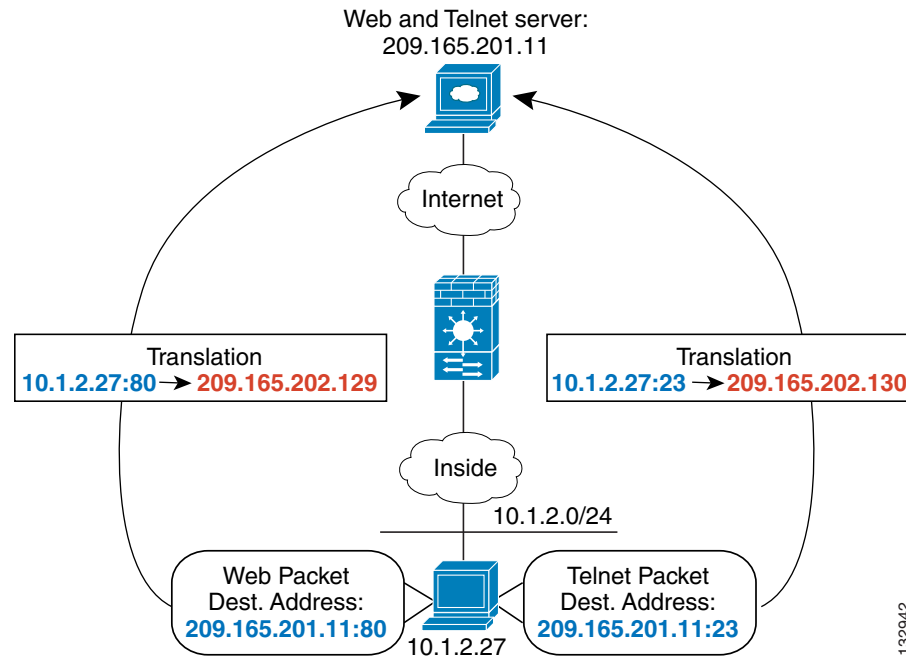 Web and Telnet server:
209.165.201.11
Internet
Translation
10.1.2.27:80 209.165.202.129
Translation
10.1.2.27:23 209.165.202.130
Inside
10.1.2.0/24
Web Packet
Dest. Address:
209.165.201.11:80
Telnet Packet
Dest. Address:
209.165.201.11:23
10.1.2.27
132942